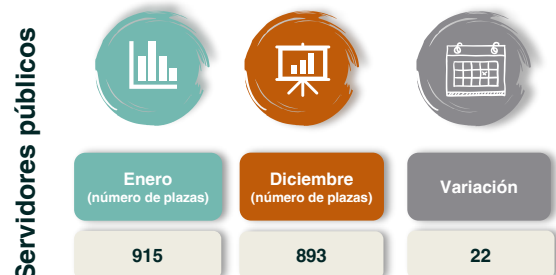 Servidores públicos
Enero
(número de plazas)
Diciembre
(número de plazas)
Variación
915
893
22